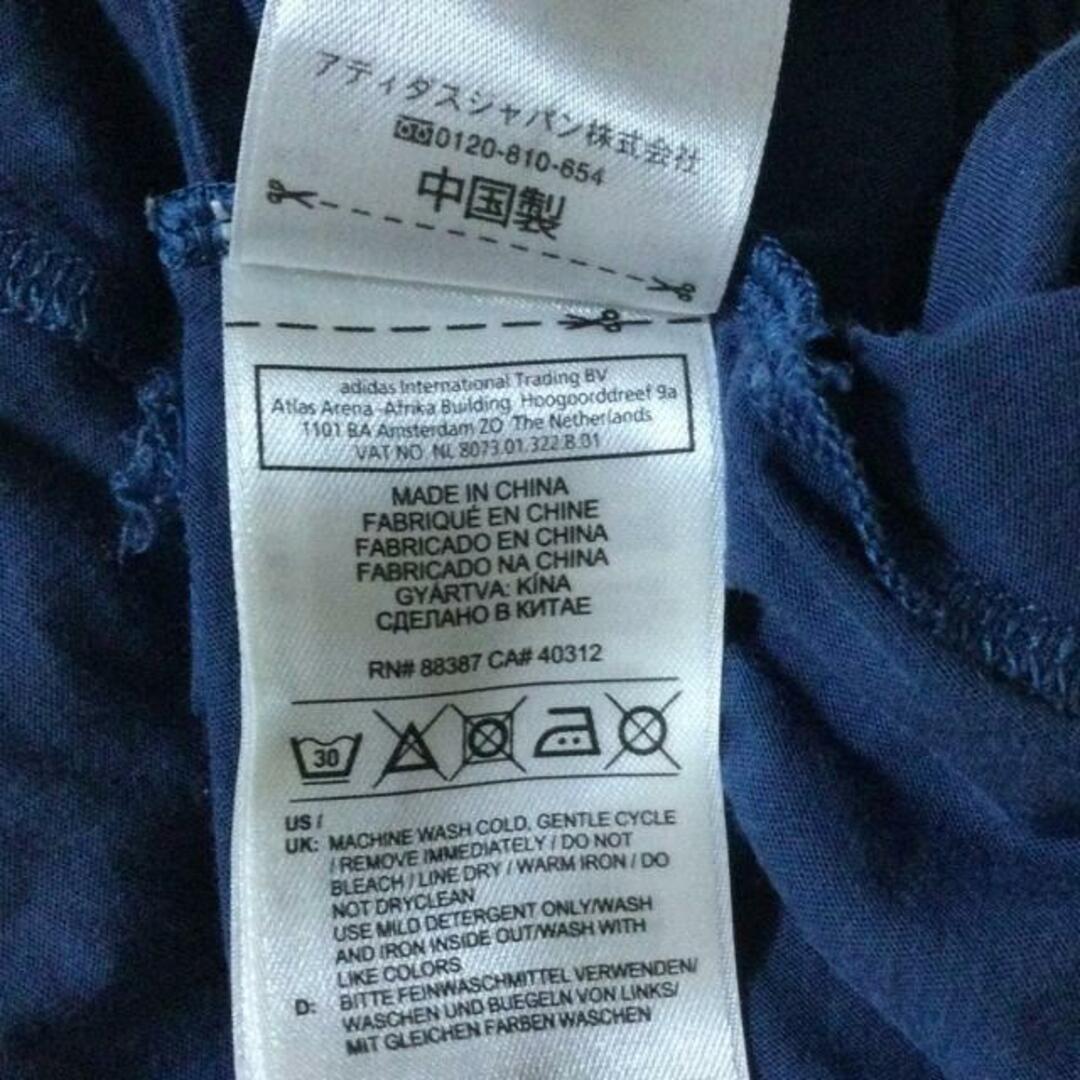 アディダスジャパン株式会社
0120-810-654
中国製
adidas International Trading BV
Atlas Arena -Afrika Building Hoogoorddreef 9a
1101 BA Amsterdam ZO The Netherlands
VAT NO NL 8073.01.322.B.01
MADE IN CHINA
FABRIQUÉ EN CHINE
FABRICADO EN CHINA
FABRICADO NA CHINA
GYÁRTVA: KÍNA
СДЕЛАНО В КИТАЕ
RN# 88387 CA# 40312
30
US /
UK: MACHINE WASH COLD, GENTLE CYCLE
/ REMOVE IMMEDIATELY / DO NOT
BLEACH / LINE DRY / WARM IRON / DO
NOT DRYCLEAN
USE MILD DETERGENT ONLY/WASH
AND IRON INSIDE OUT/WASH WITH
LIKE COLORS
D: BITTE FEINWASCHMITTEL VERWENDEN/
WASCHEN UND BUEGELN VON LINKS/
MIT GLEICHEN FARBEN WASCHEN